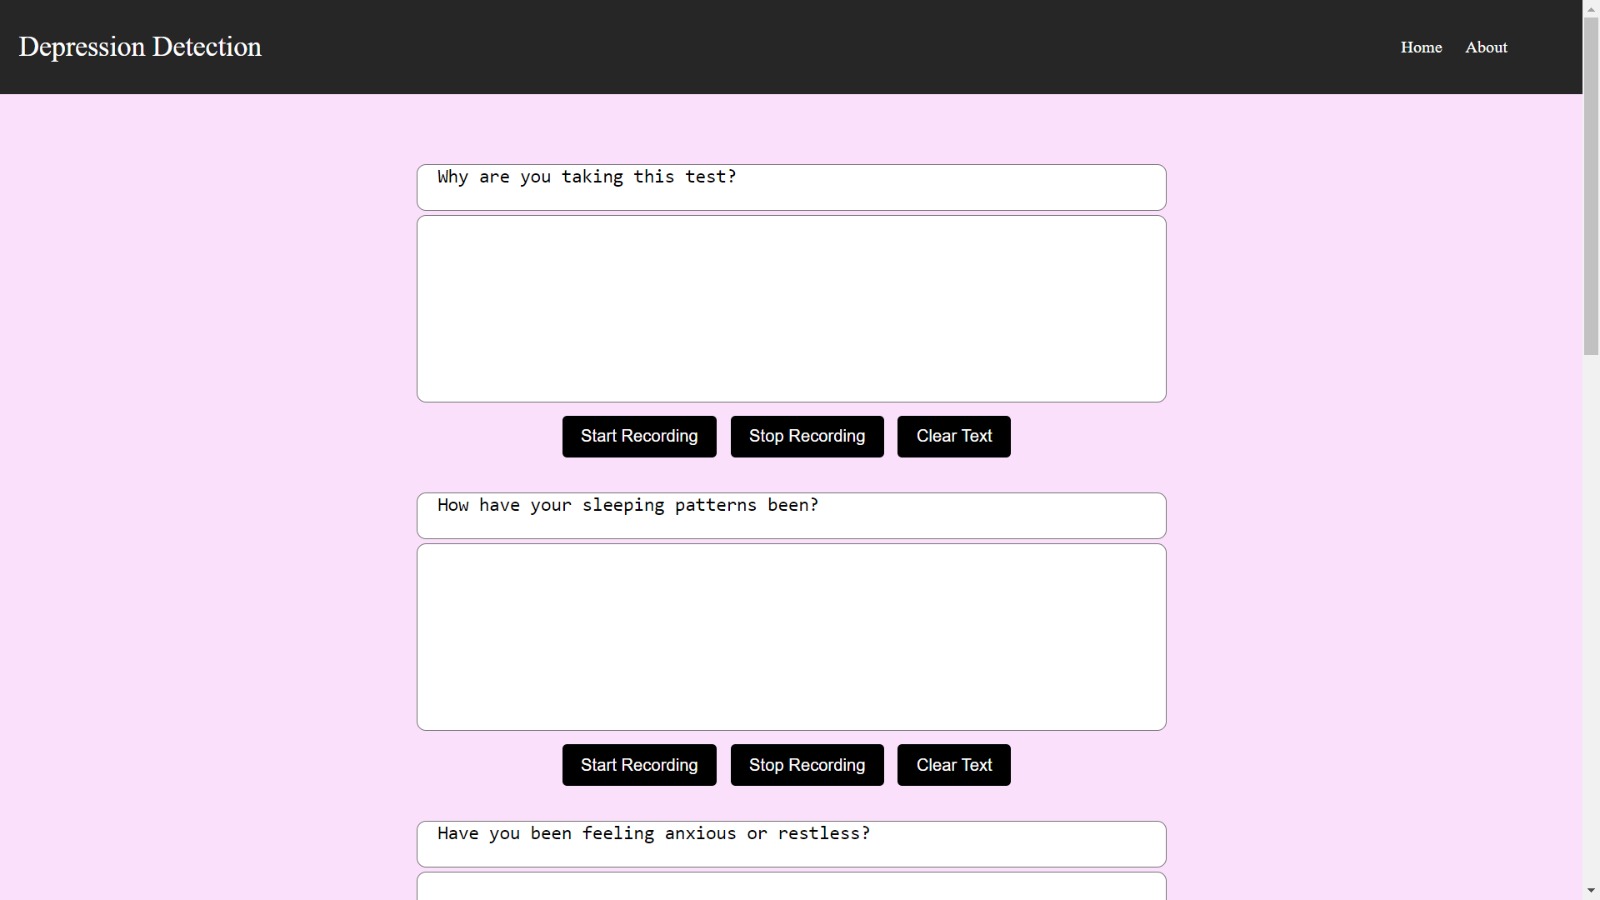 Depression Detection
Home About
Why are you taking this test?
Start Recording Stop Recording Clear Text
How have your sleeping patterns been?
Start Recording Stop Recording Clear Text
Have you been feeling anxious or restless?